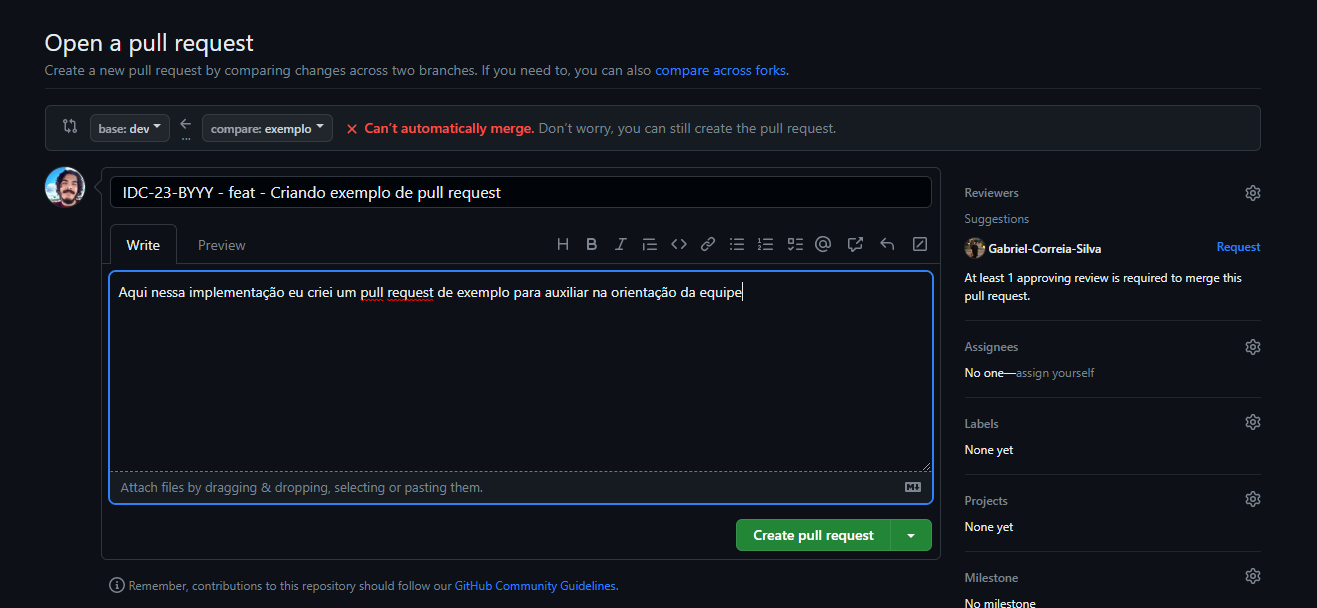 Open a pull request
Create a new pull request by comparing changes across two branches. If you need to, you can also compare across forks.
base: dev
...
compare: exemplo
Can’t automatically merge. Don’t worry, you can still create the pull request.
IDC-23-BYYY - feat - Criando exemplo de pull request
Write
Preview
Aqui nessa implementação eu criei um pull request de exemplo para auxiliar na orientação da equipe
Attach files by dragging & dropping, selecting or pasting them.
Create pull request
Remember, contributions to this repository should follow our GitHub Community Guidelines.
Reviewers
Suggestions
Gabriel-Correia-Silva
Request
At least 1 approving review is required to merge this
pull request.
Assignees
No one—assign yourself
Labels
None yet
Projects
None yet
Milestone
No milestone